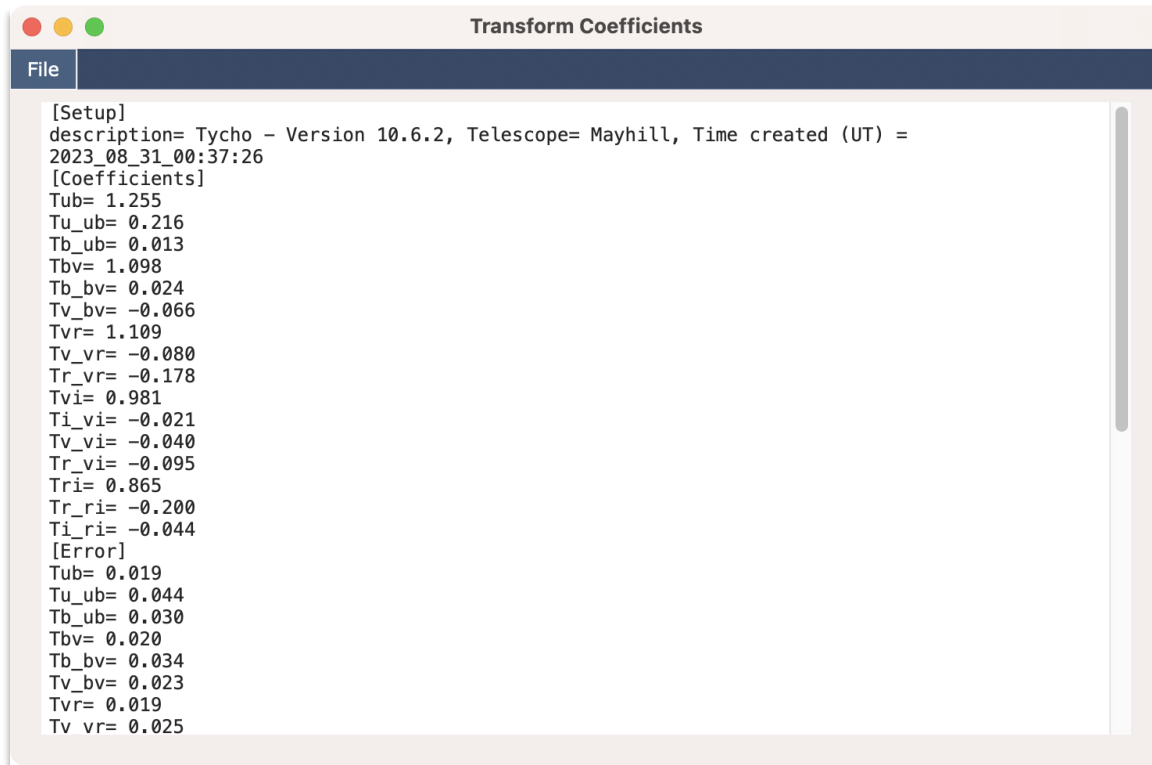 Transform Coefficients
File
[Setup]
description= Tycho – Version 10.6.2, Telescope= Mayhill, Time created (UT) =
2023_08_31_00:37:26
[Coefficients]
Tub= 1.255
Tu_ub= 0.216
Tb_ub= 0.013
Tbv= 1.098
Tb_bv= 0.024
Tv_bv= -0.066
Tvr= 1.109
Tv_vr= -0.080
Tr_vr= -0.178
Tvi= 0.981
Ti_vi= -0.021
Tv_vi= -0.040
Tr_vi= -0.095
Tri= 0.865
Tr_ri= -0.200
Ti_ri= -0.044
[Error]
Tub= 0.019
Tu_ub= 0.044
Tb_ub= 0.030
Tbv= 0.020
Tb_bv= 0.034
Tv_bv= 0.023
Tvr= 0.019
Tv_vr= 0.025